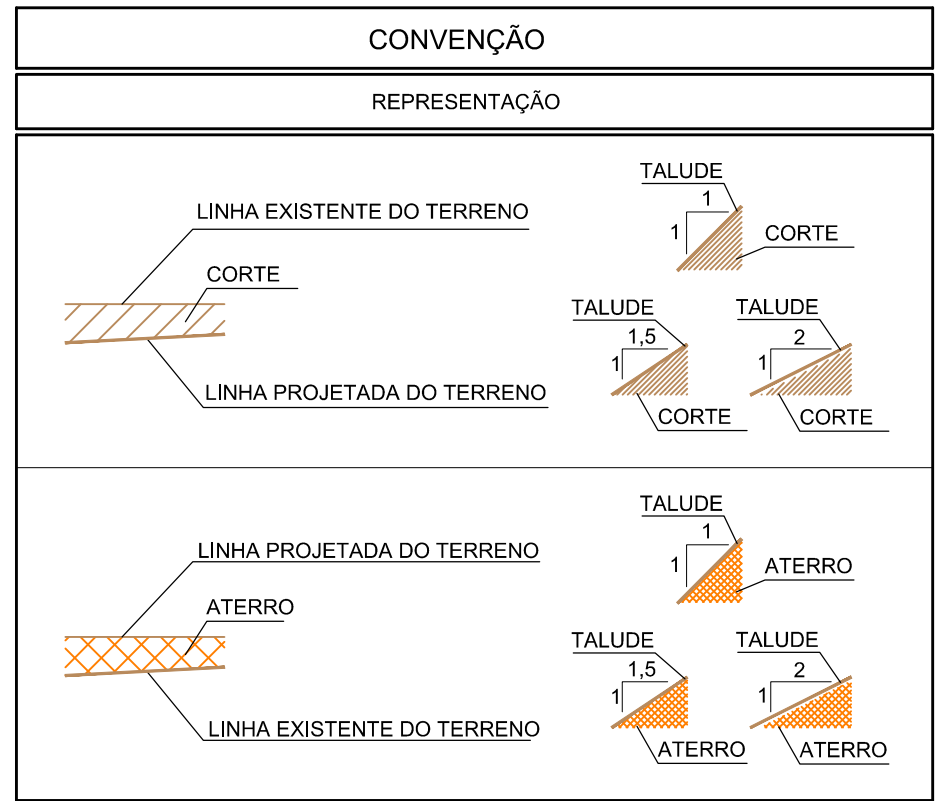 CONVENÇÃO
REPRESENTAÇÃO
LINHA EXISTENTE DO TERRENO
CORTE
LINHA PROJETADA DO TERRENO
TALUDE
1
1
CORTE
TALUDE
1,5
1
CORTE
TALUDE
2
1
CORTE
LINHA PROJETADA DO TERRENO
ATERRO
LINHA EXISTENTE DO TERRENO
TALUDE
1
1
ATERRO
TALUDE
1,5
1
ATERRO
TALUDE
2
1
ATERRO